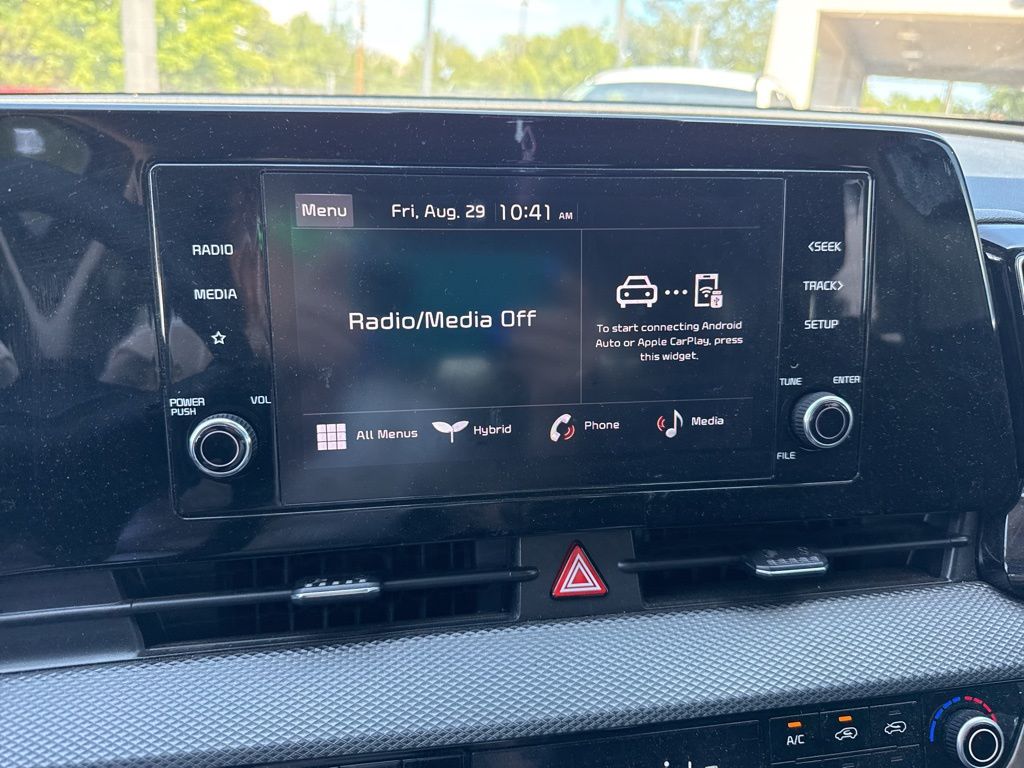 Menu
Fri, Aug. 29
10:41 AM
RADIO
MEDIA
POWER
PUSH
VOL
Radio/Media Off
To start connecting Android
Auto or Apple CarPlay, press
this widget.
All Menus
Hybrid
Phone
Media
<SEEK
TRACK>
SETUP
TUNE
ENTER
FILE
A/C